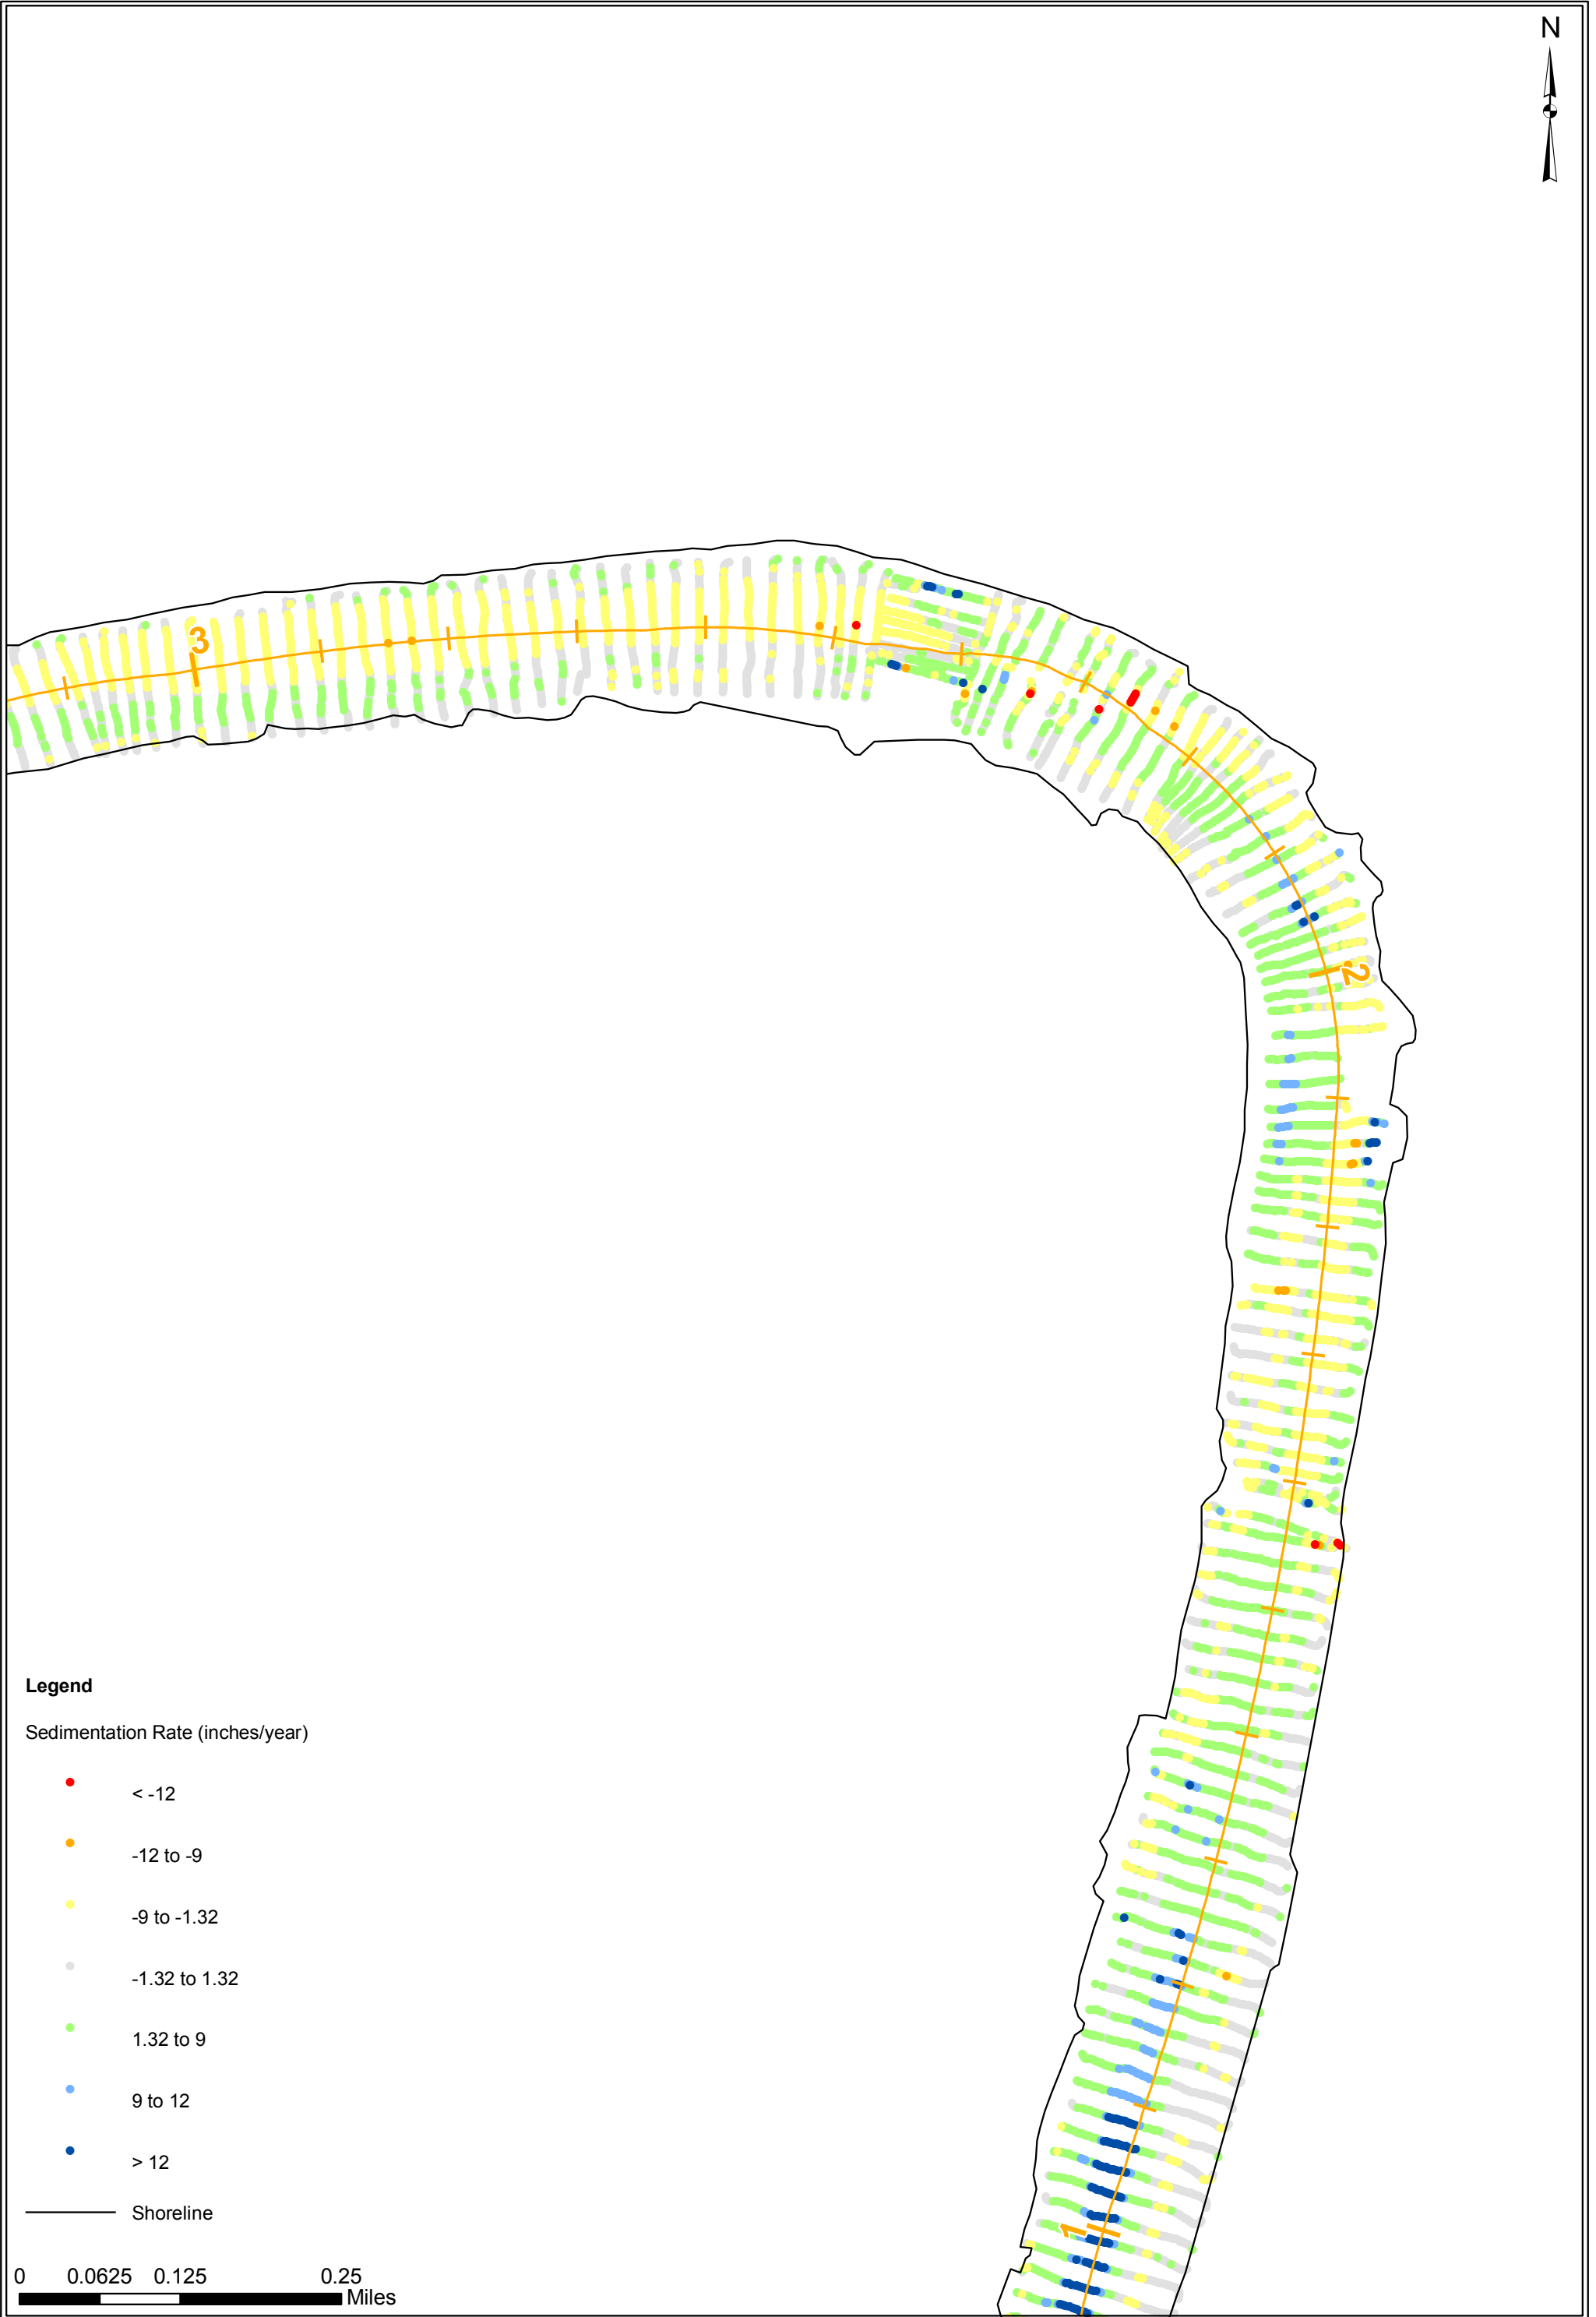 N
3
2
1
Legend
Sedimentation Rate (inches/year)
< -12
-12 to -9
-9 to -1.32
-1.32 to 1.32
1.32 to 9
9 to 12
> 12
Shoreline
0 0.0625 0.125 0.25
Miles